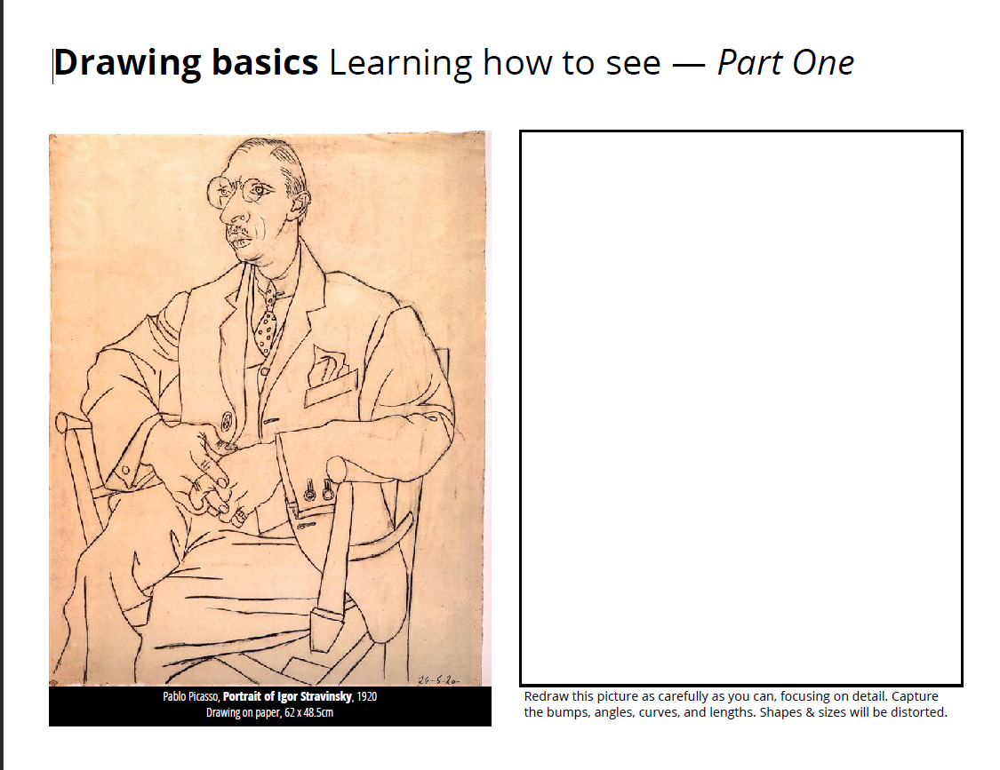 Drawing basics Learning how to see — Part One
24-5-20-
Pablo Picasso, Portrait of Igor Stravinsky, 1920
Drawing on paper, 62 x 48.5cm
Redraw this picture as carefully as you can, focusing on detail. Capture
the bumps, angles, curves, and lengths. Shapes & sizes will be distorted.